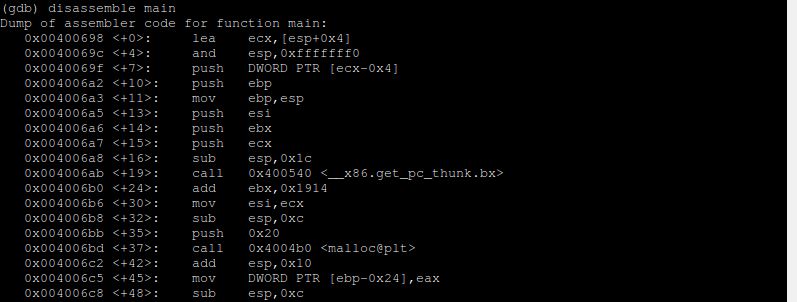 (gdb) disassemble main
Dump of assembler code for function main:
   0x00400698 <+0>:     lea    ecx,[esp+0x4]
   0x0040069c <+4>:     and    esp,0xfffffff0
   0x0040069f <+7>:     push   DWORD PTR [ecx-0x4]
   0x004006a2 <+10>:    push   ebp
   0x004006a3 <+11>:    mov    ebp,esp
   0x004006a5 <+13>:    push   esi
   0x004006a6 <+14>:    push   ebx
   0x004006a7 <+15>:    push   ecx
   0x004006a8 <+16>:    sub    esp,0x1c
   0x004006ab <+19>:    call   0x400540 <__x86.get_pc_thunk.bx>
   0x004006b0 <+24>:    add    ebx,0x1914
   0x004006b6 <+30>:    mov    esi,ecx
   0x004006b8 <+32>:    sub    esp,0xc
   0x004006bb <+35>:    push   0x20
   0x004006bd <+37>:    call   0x4004b0 <malloc@plt>
   0x004006c2 <+42>:    add    esp,0x10
   0x004006c5 <+45>:    mov    DWORD PTR [ebp-0x24],eax
   0x004006c8 <+48>:    sub    esp,0xc